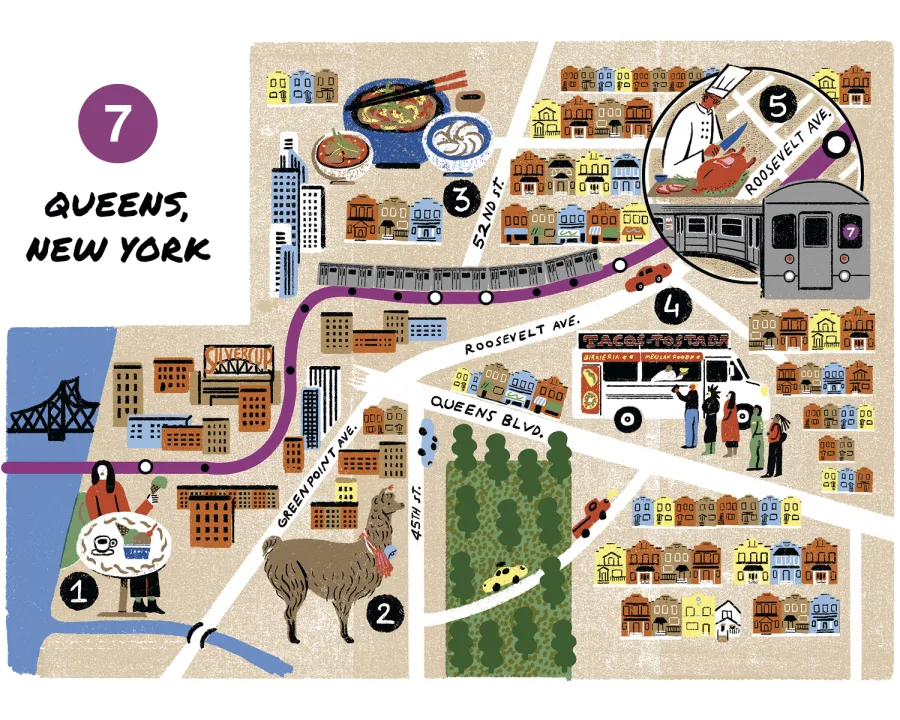 7
QUEENS,
NEW YORK
3
52ND ST.
5
ROOSEVELT AVE.
7
4
ROOSEVELT AVE.
TACOS-TOSTADAS
BIRRIERIA
MEXICAN FOOD
SILVERCUP
QUEENS BLVD.
GREENPOINT AVE.
45TH ST.
1
2